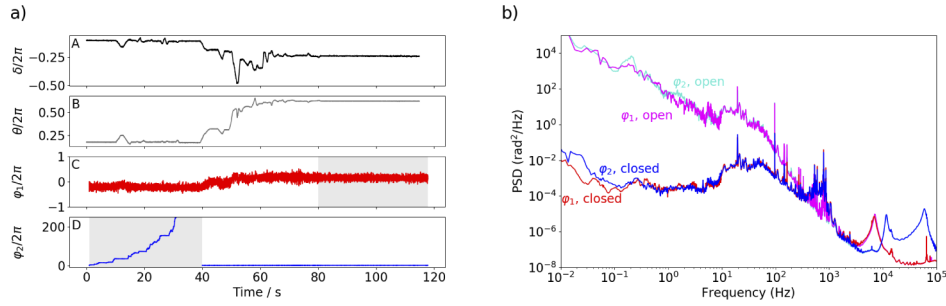 a)
A
δ/2π
−0.25
−0.50
B
θ/2π
0.50
0.25
C
φ₁/2π
1
0
−1
D
φ₂/2π
200
0
0 20 40 60 80 100 120
Time / s
b)
PSD (rad²/Hz)
10⁴
10²
10⁰
10⁻²
10⁻⁴
10⁻⁶
10⁻⁸
φ₂, open
φ₁, open
φ₂, closed
φ₁, closed
10⁻² 10⁻¹ 10⁰ 10¹ 10² 10³ 10⁴ 10⁵
Frequency (Hz)